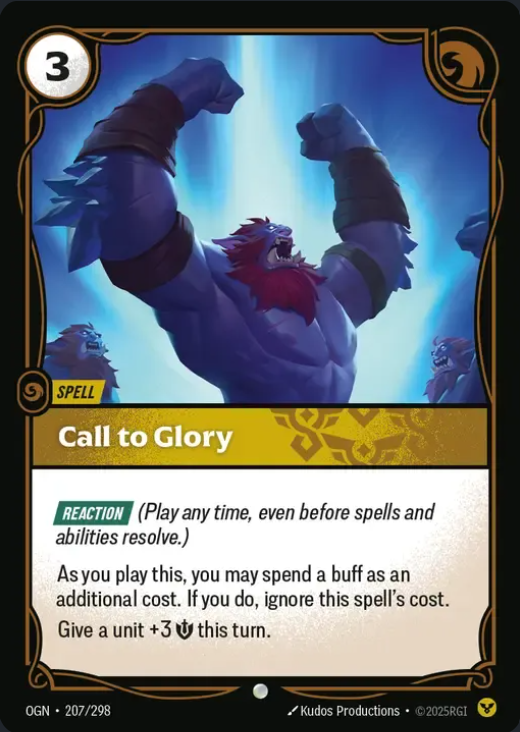 3
SPELL
Call to Glory
REACTION (Play any time, even before spells and
abilities resolve.)
As you play this, you may spend a buff as an
additional cost. If you do, ignore this spell's cost.
Give a unit +3 this turn.
OGN • 207/298 Kudos Productions • ©2025RGI